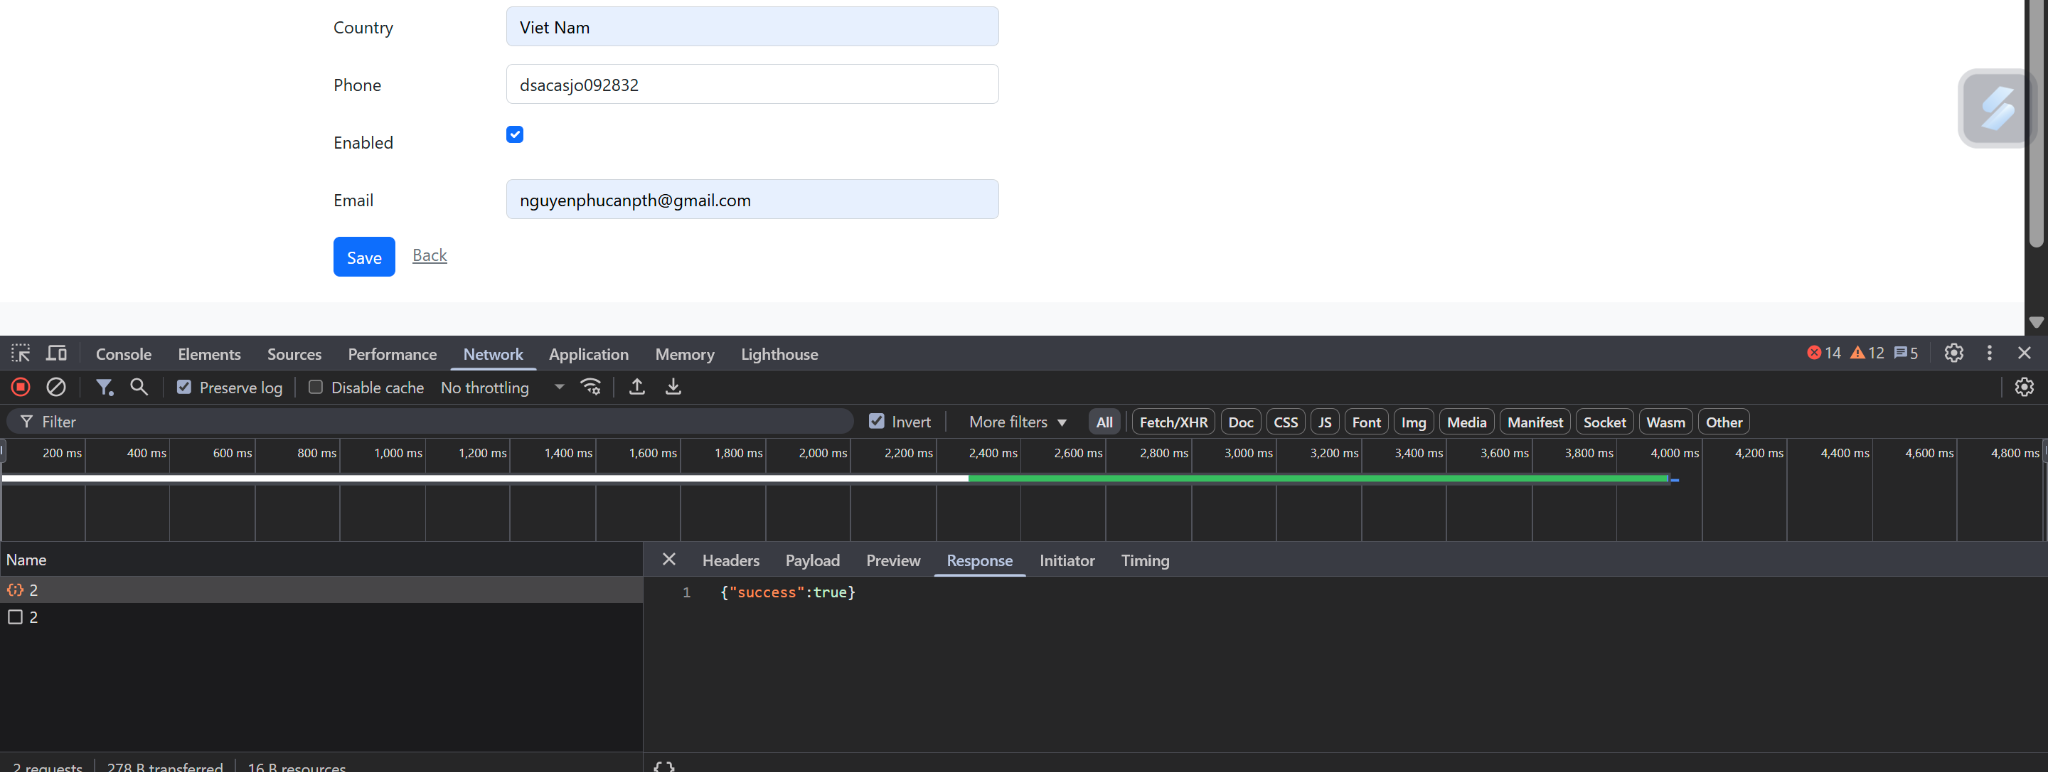 Country
Viet Nam
Phone
dsacasjo092832
Enabled
Email
nguyenphucanpth@gmail.com
Save Back
Console Elements Sources Performance Network Application Memory Lighthouse 14 12 5
Preserve log Disable cache No throttling
Filter Invert More filters All Fetch/XHR Doc CSS JS Font Img Media Manifest Socket Wasm Other
200 ms 400 ms 600 ms 800 ms 1,000 ms 1,200 ms 1,400 ms 1,600 ms 1,800 ms 2,000 ms 2,200 ms 2,400 ms 2,600 ms 2,800 ms 3,000 ms 3,200 ms 3,400 ms 3,600 ms 3,800 ms 4,000 ms 4,200 ms 4,400 ms 4,600 ms 4,800 ms
Name
2
2
Headers Payload Preview Response Initiator Timing
1 {"success":true}
2 requests 278 B transferred 16 B resources
{}